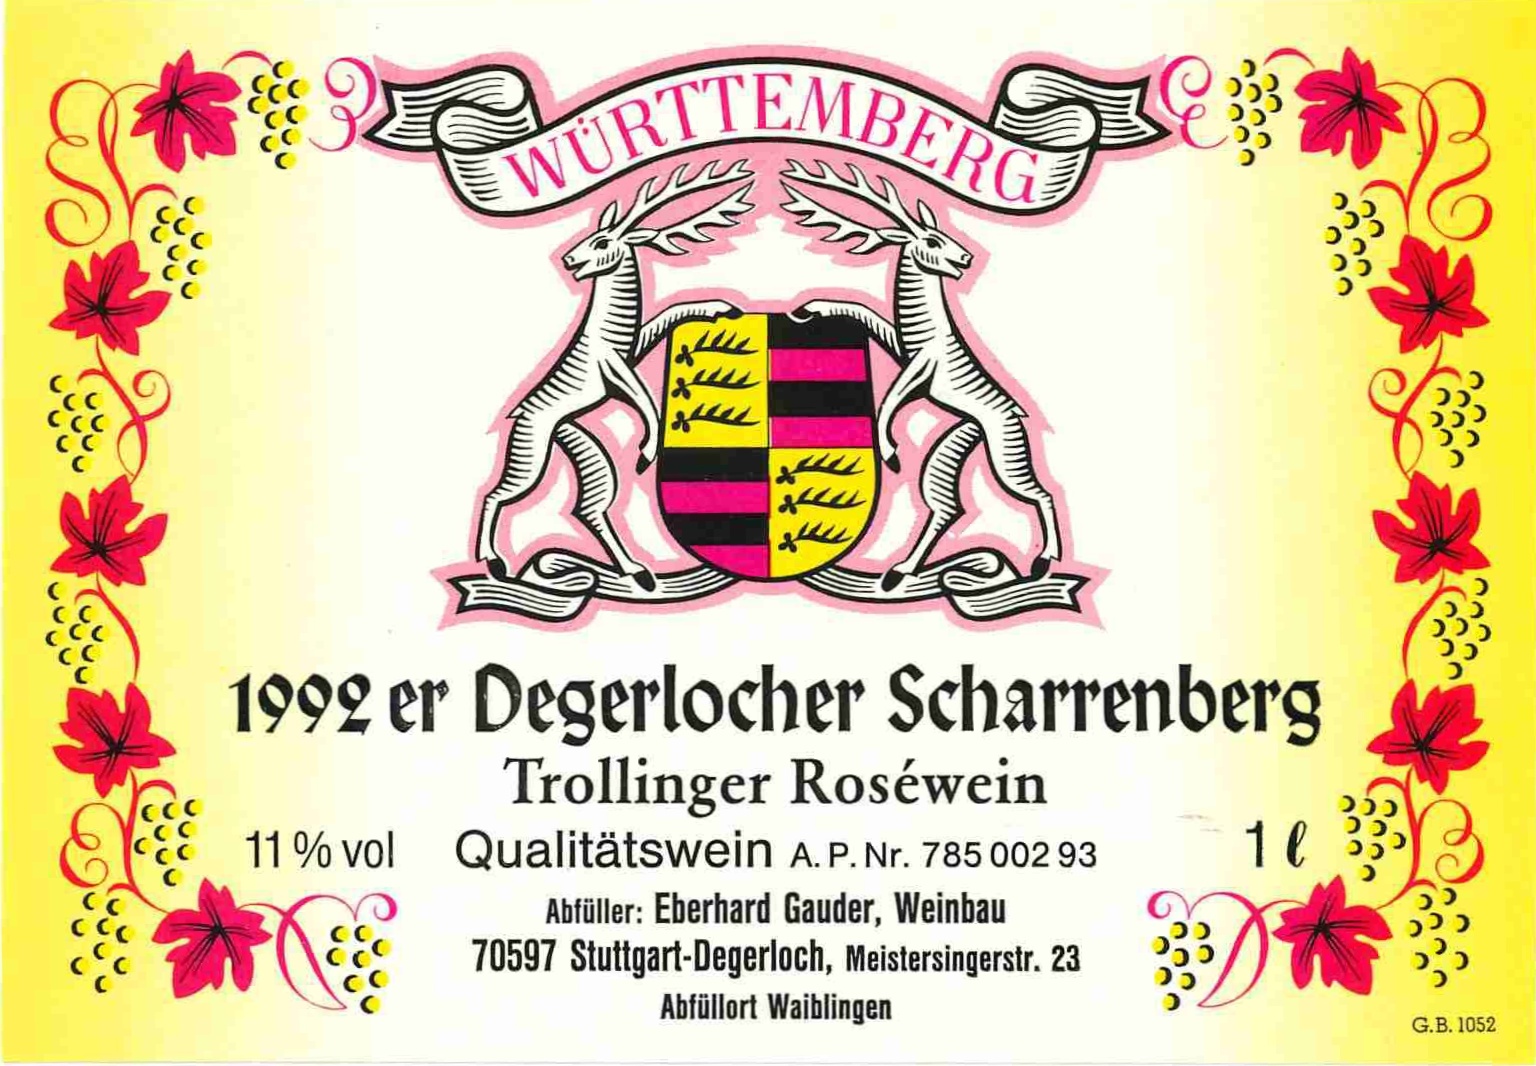 WÜRTTEMBERG
1992 er Degerlocher Scharrenberg
Trollinger Roséwein
11 % vol Qualitätswein A. P. Nr. 785 002 93 1 ℓ
Abfüller: Eberhard Gauder, Weinbau
70597 Stuttgart-Degerloch, Meistersingerstr. 23
Abfüllort Waiblingen
G. B. 1052